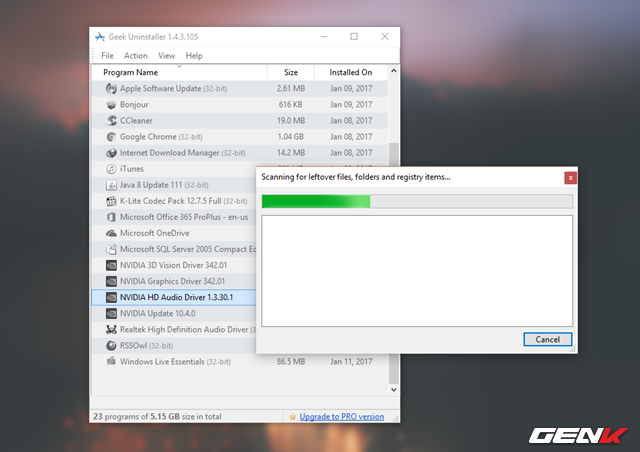 Geek Uninstaller 1.4.3.105
File Action View Help
Program Name Size Installed On
Apple Software Update (32-bit) 2.61 MB Jan 09, 2017
Bonjour 616 KB Jan 09, 2017
CCleaner 19.0 MB Jan 08, 2017
Google Chrome (32-bit) 1.04 GB Jan 08, 2017
Internet Download Manager (32-bit) 14.2 MB Jan 08, 2017
iTunes
Java 8 Update 111 (32-bit)
K-Lite Codec Pack 12.7.5 Full (32-bit)
Microsoft Office 365 ProPlus - en-us
Microsoft OneDrive
Microsoft SQL Server 2005 Compact Ed
NVIDIA 3D Vision Driver 342.01
NVIDIA Graphics Driver 342.01
NVIDIA HD Audio Driver 1.3.30.1
NVIDIA Update 10.4.0
Realtek High Definition Audio Driver (32-bit)
RSSOwl (32-bit)
Windows Live Essentials (32-bit) 86.5 MB Jan 11, 2017
23 programs of 5.15 GB size in total
Upgrade to PRO version
Scanning for leftover files, folders and registry items...
Cancel
GENK